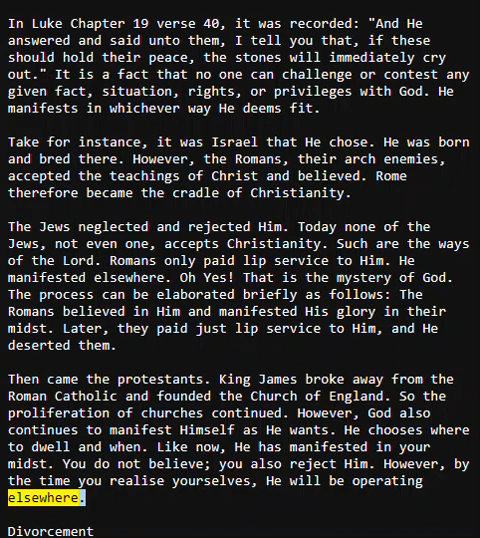 In Luke Chapter 19 verse 40, it was recorded: "And He
answered and said unto them, I tell you that, if these
should hold their peace, the stones will immediately cry
out." It is a fact that no one can challenge or contest any
given fact, situation, rights, or privileges with God. He
manifests in whichever way He deems fit.

Take for instance, it was Israel that He chose. He was born
and bred there. However, the Romans, their arch enemies,
accepted the teachings of Christ and believed. Rome
therefore became the cradle of Christianity.

The Jews neglected and rejected Him. Today none of the
Jews, not even one, accepts Christianity. Such are the ways
of the Lord. Romans only paid lip service to Him. He
manifested elsewhere. Oh Yes! That is the mystery of God.
The process can be elaborated briefly as follows: The
Romans believed in Him and manifested His glory in their
midst. Later, they paid just lip service to Him, and He
deserted them.

Then came the protestants. King James broke away from the
Roman Catholic and founded the Church of England. So the
proliferation of churches continued. However, God also
continues to manifest Himself as He wants. He chooses where
to dwell and when. Like now, He has manifested in your
midst. You do not believe; you also reject Him. However, by
the time you realise yourselves, He will be operating
elsewhere.

Divorcement